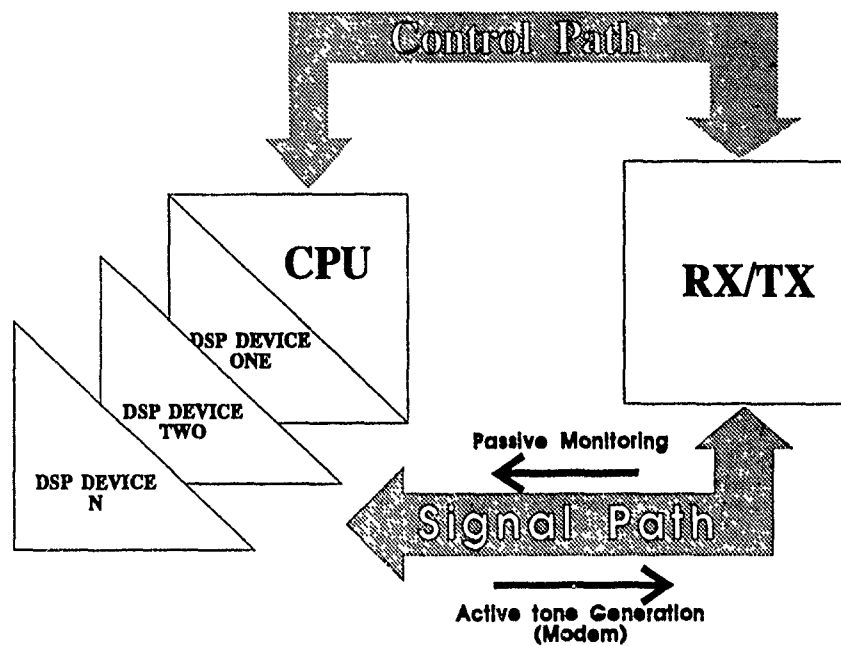 Control Path
CPU
RX/TX
DSP DEVICE
ONE
DSP DEVICE
TWO
DSP DEVICE
N
Passive Monitoring
Signal Path
Active tone Generation
(Modem)